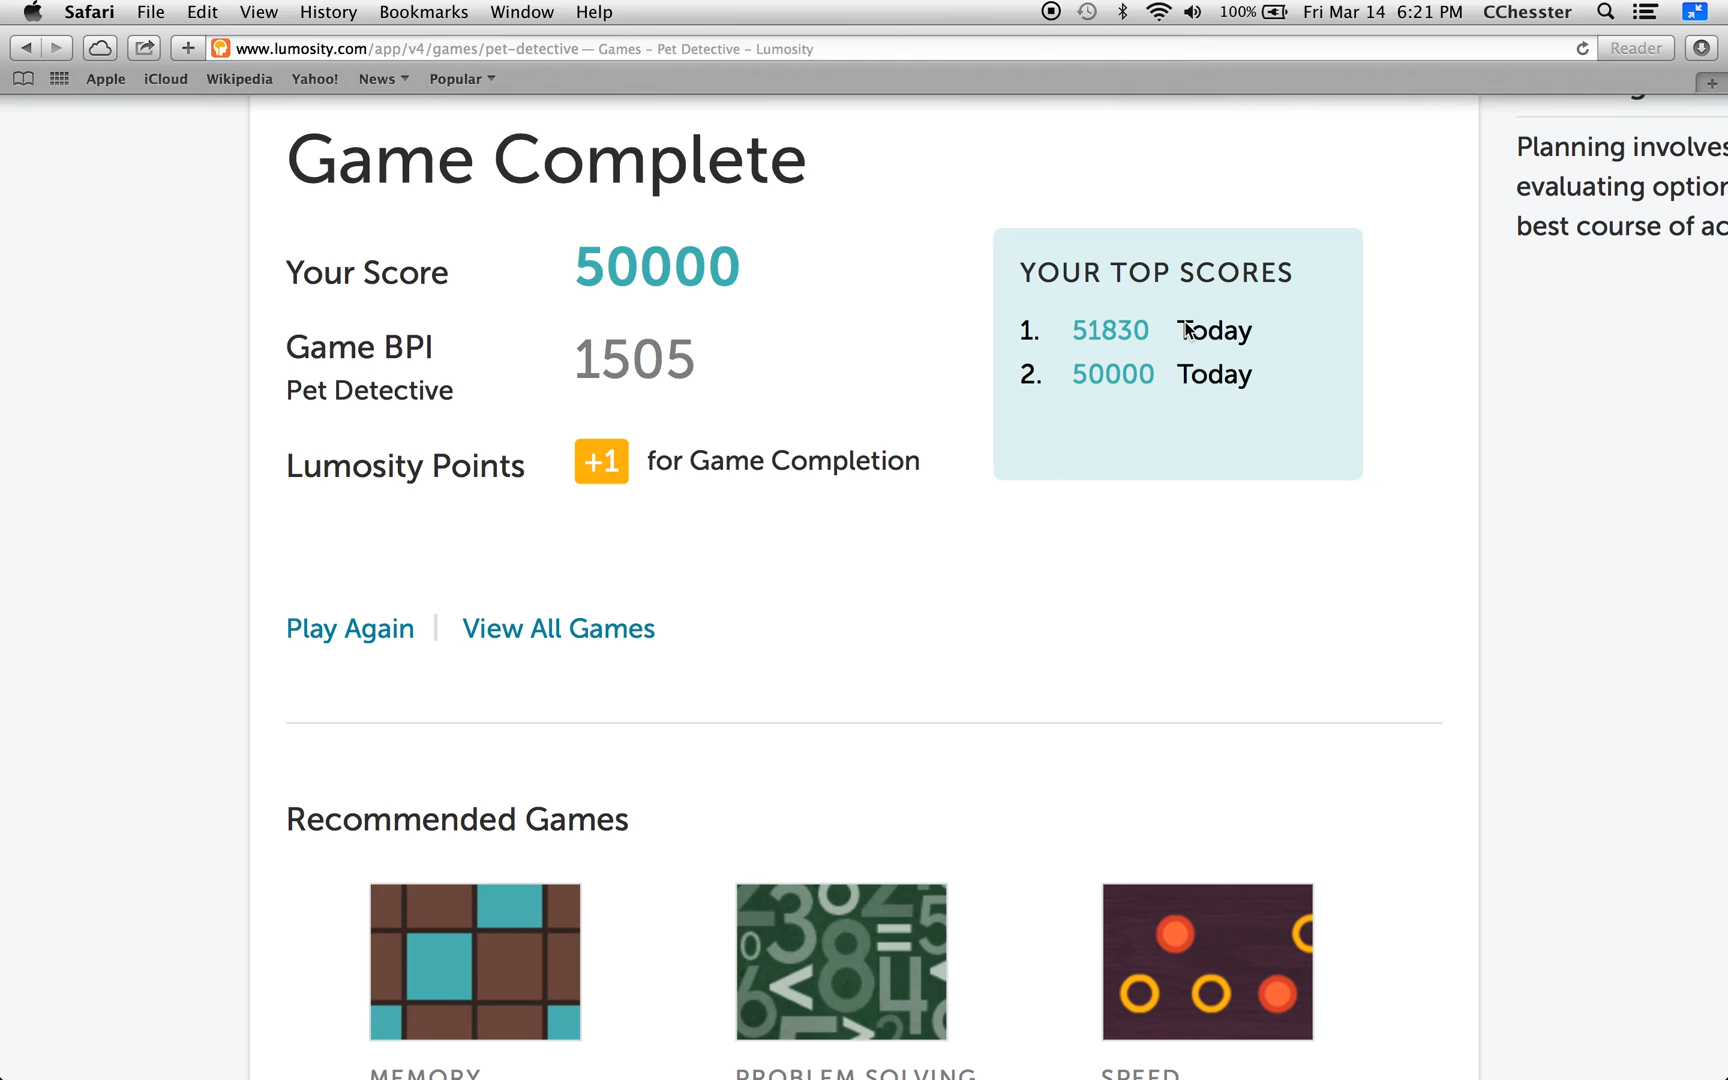 Safari File Edit View History Bookmarks Window Help 100% Fri Mar 14 6:21 PM CChesster
www.lumosity.com/app/v4/games/pet-detective — Games – Pet Detective – Lumosity Reader
Apple iCloud Wikipedia Yahoo! News Popular
Game Complete
Your Score 50000
Game BPI 1505
Pet Detective
Lumosity Points +1 for Game Completion
YOUR TOP SCORES
1. 51830 Today
2. 50000 Today
Planning involves
evaluating option
best course of ac
Play Again View All Games
Recommended Games
MEMORY PROBLEM SOLVING SPEED